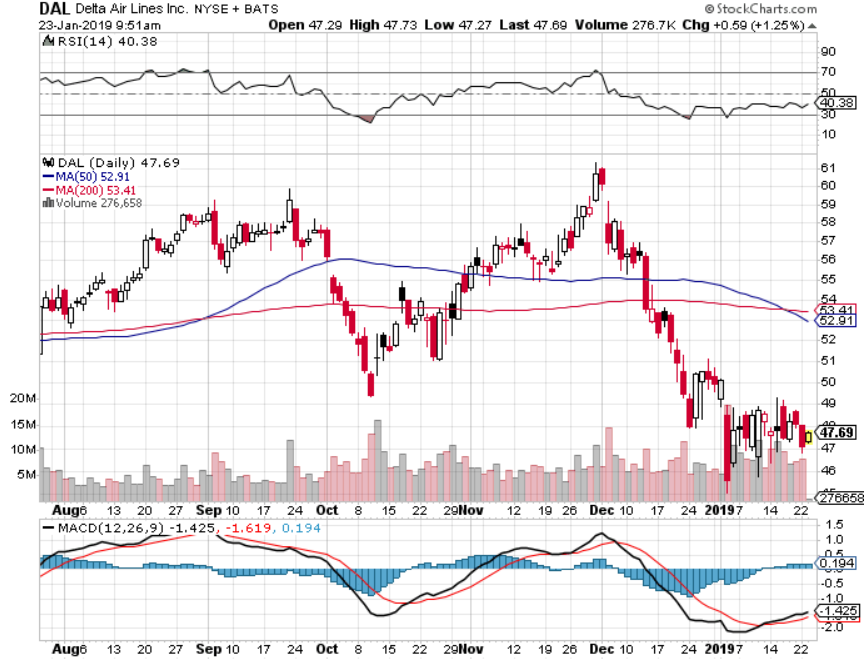 DAL Delta Air Lines Inc. NYSE + BATS © StockCharts.com
23-Jan-2019 9:51am Open 47.29 High 47.73 Low 47.27 Last 47.69 Volume 276.7K Chg +0.59 (+1.25%)
RSI(14) 40.38
90
70
50
40.38
30
10
DAL (Daily) 47.69
MA(50) 52.91
MA(200) 53.41
Volume 276,658
61
60
59
58
57
56
55
54
53.41
52.91
52
51
50
49
47.69
47
46
276658
20M
15M
10M
5M
Aug 6 13 20 27 Sep 10 17 24 Oct 8 15 22 29 Nov 12 19 26 Dec 10 17 24 2019 7 14 22
MACD(12,26,9) -1.425, -1.619, 0.194
1.5
1.0
0.5
0.194
-0.5
-1.0
-1.425
-2.0
Aug 6 13 20 27 Sep 10 17 24 Oct 8 15 22 29 Nov 12 19 26 Dec 10 17 24 2019 7 14 22